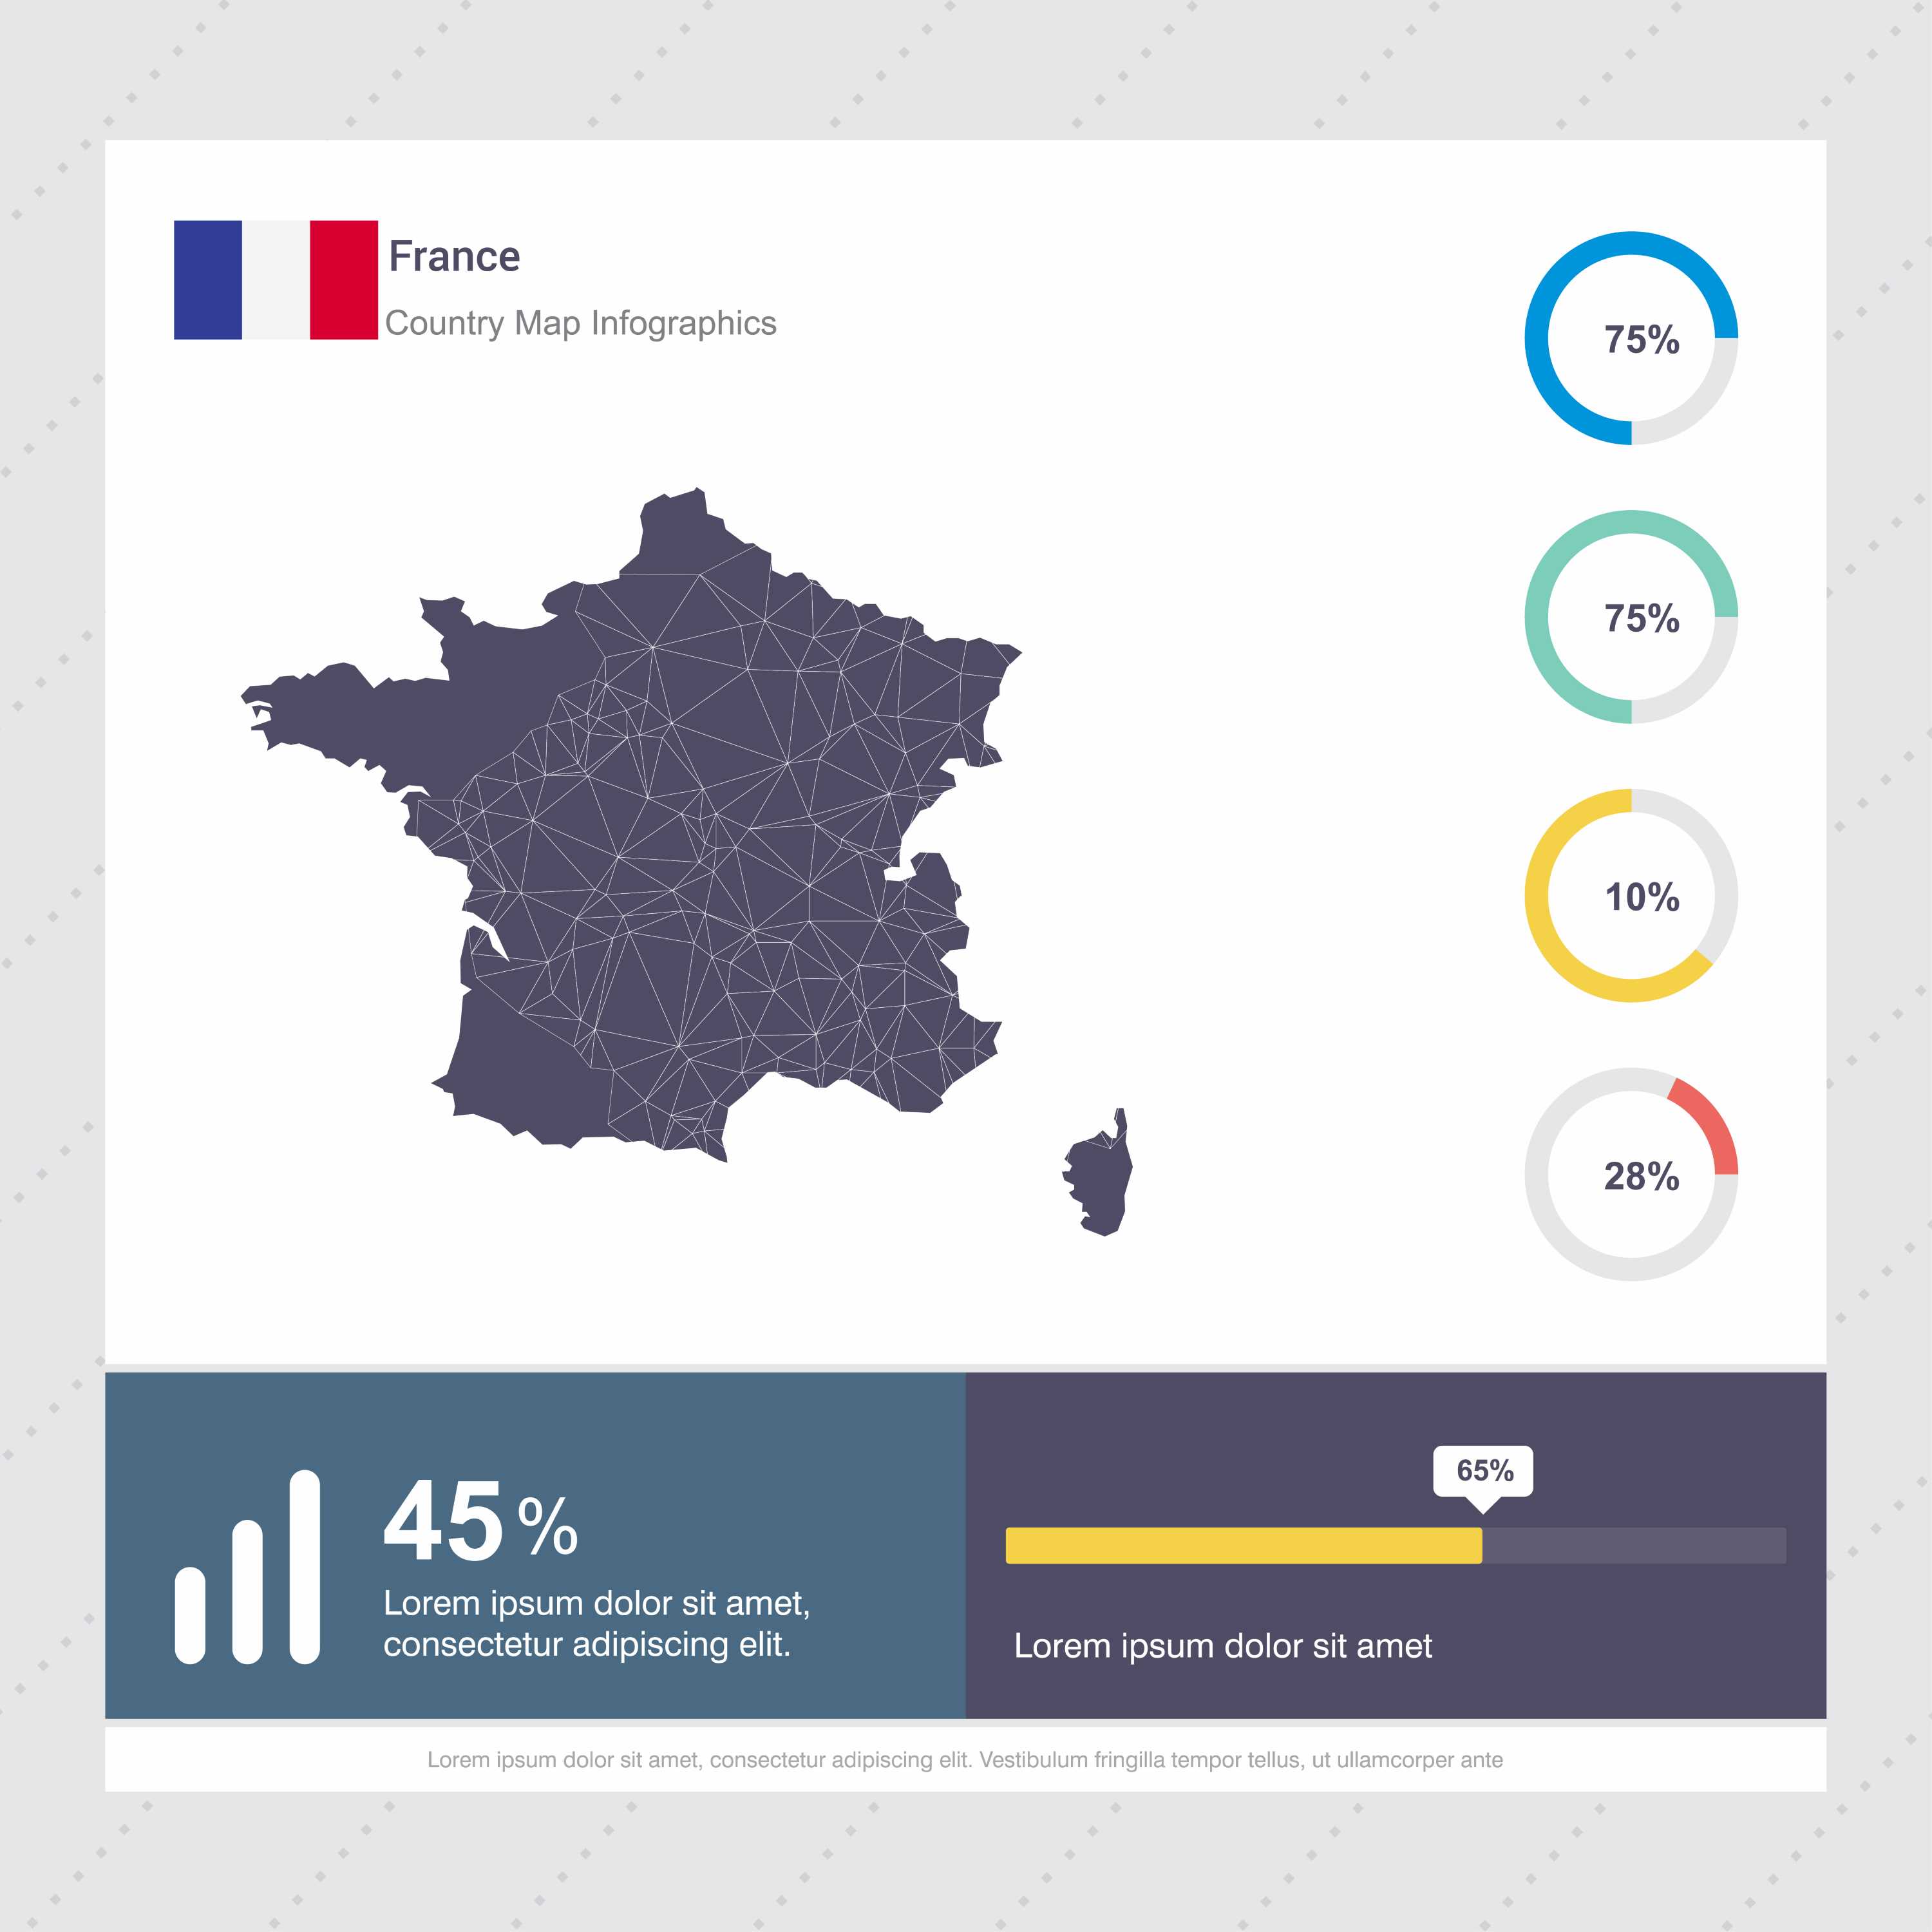 France
Country Map Infographics
75%
75%
10%
28%
45%
Lorem ipsum dolor sit amet,
consectetur adipiscing elit.
65%
Lorem ipsum dolor sit amet
Lorem ipsum dolor sit amet, consectetur adipiscing elit. Vestibulum fringilla tempor tellus, ut ullamcorper ante